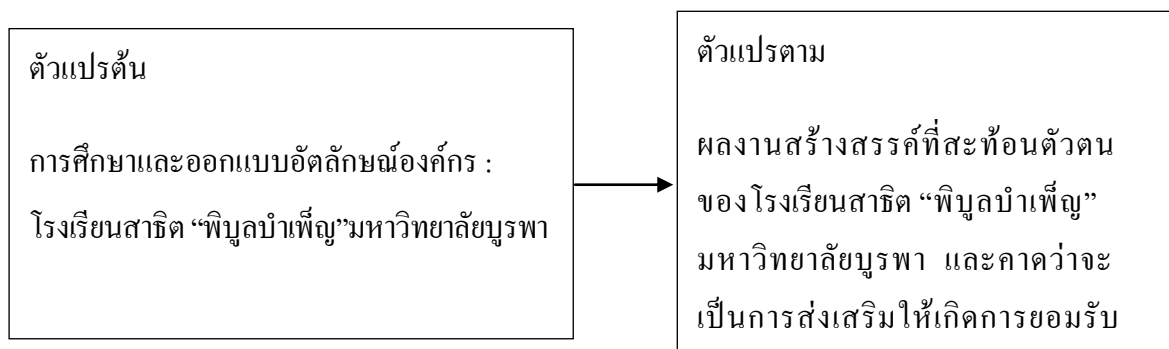 ตัวแปรต้น
การศึกษาและออกแบบอัตลักษณ์องค์กร :
โรงเรียนสาธิต “พิบูลบำเพ็ญ”มหาวิทยาลัยบูรพา
ตัวแปรตาม
ผลงานสร้างสรรค์ที่สะท้อนตัวตน
ของโรงเรียนสาธิต “พิบูลบำเพ็ญ”
มหาวิทยาลัยบูรพา และคาดว่าจะ
เป็นการส่งเสริมให้เกิดการยอมรับ